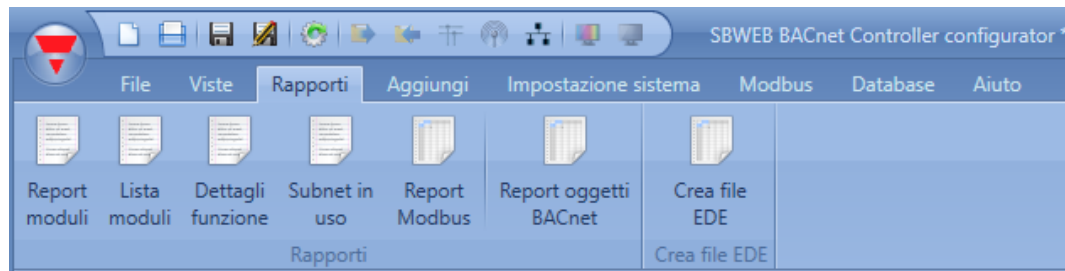 SBWEB BACnet Controller configurator *
File Viste Rapporti Aggiungi Impostazione sistema Modbus Database Aiuto
Report moduli
Lista moduli
Dettagli funzione
Subnet in uso
Report Modbus
Report oggetti BACnet
Crea file EDE
Rapporti
Crea file EDE